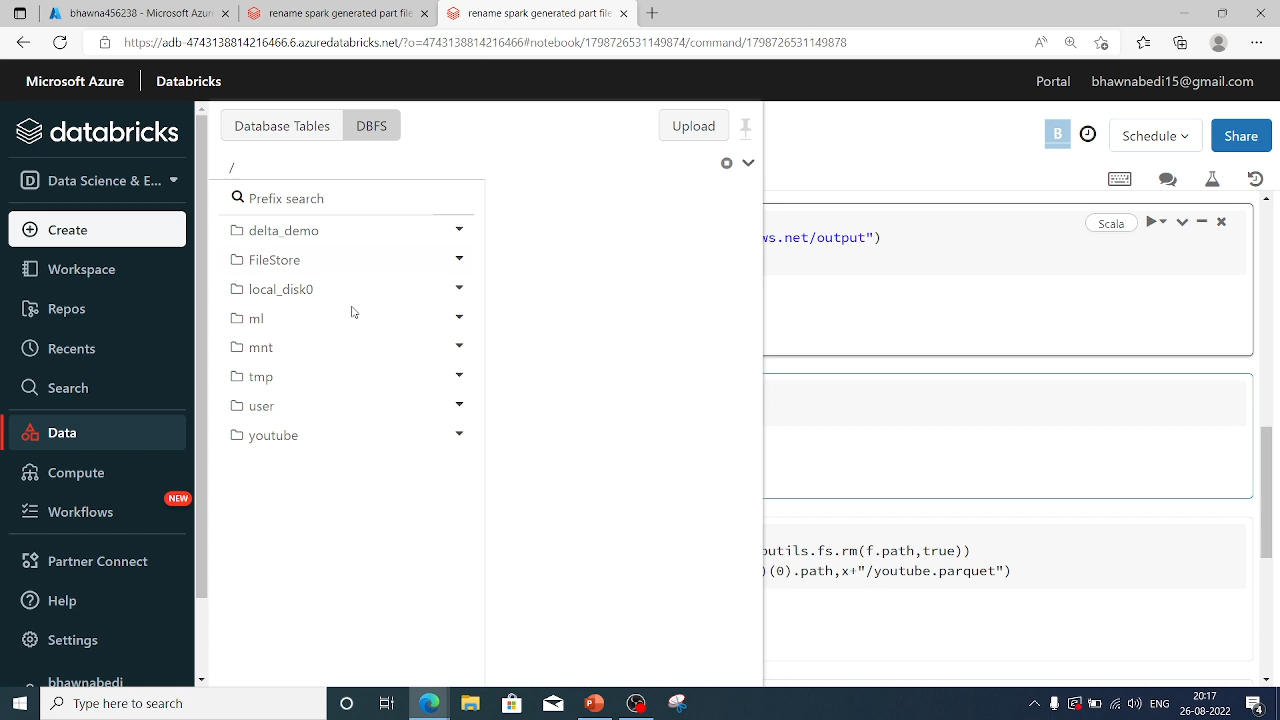 bhawna456238 - Microsoft Azur
rename spark generated part file
rename spark generated part file
https://adb-4743138814216466.6.azuredatabricks.net/?o=4743138814216466#notebook/1798726531149874/command/1798726531149878
Microsoft Azure
Databricks
Portal
bhawnabedi15@gmail.com
databricks
Data Science & E...
Create
Workspace
Repos
Recents
Search
Data
Compute
NEW
Workflows
Partner Connect
Help
Settings
bhawnabedi
Database Tables
DBFS
Upload
/
Prefix search
delta_demo
FileStore
local_disk0
ml
mnt
tmp
user
youtube
B
Schedule
Share
Scala
ws.net/output")
utils.fs.rm(f.path,true))
)(0).path,x+"/youtube.parquet")
Type here to search
ENG
20:17
26-08-2022